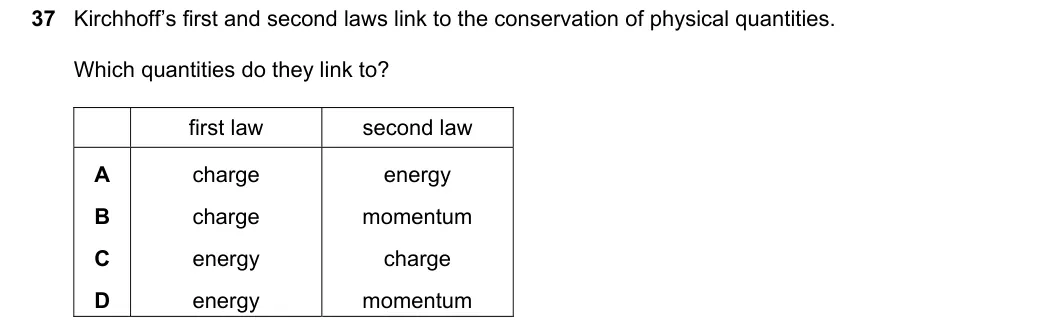 37 Kirchhoff's first and second laws link to the conservation of physical quantities.
Which quantities do they link to?
first law second law
A charge energy
B charge momentum
C energy charge
D energy momentum